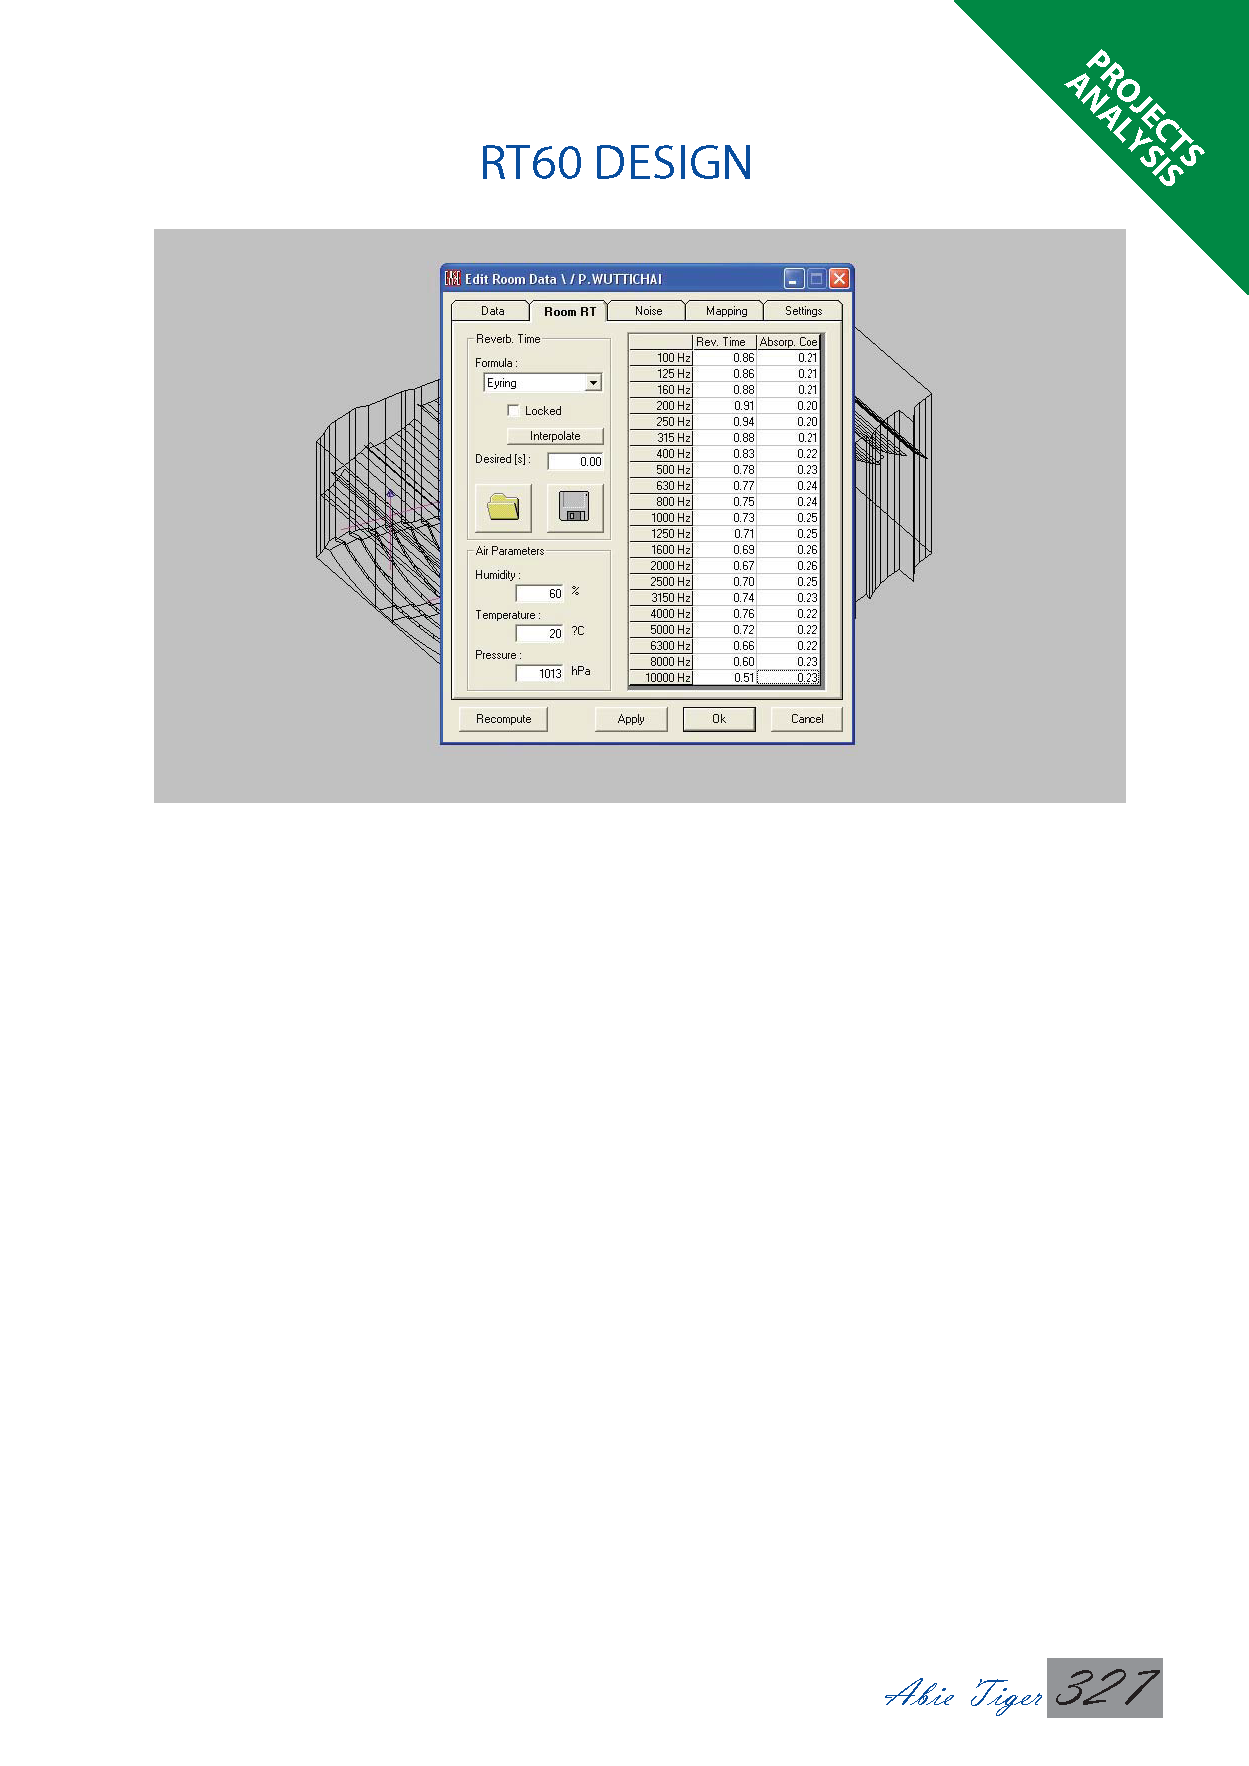 PROJECTS
ANALYSIS
RT60 DESIGN
EASE Edit Room Data \ / P.WUTTICHAI
Data Room RT Noise Mapping Settings
Reverb. Time
Formula :
Eyring
Locked
Interpolate
Desired [s] : 0.00
Air Parameters
Humidity :
60 %
Temperature :
20 ?C
Pressure :
1013 hPa
Rev. Time Absorp. Coe
100 Hz 0.86 0.21
125 Hz 0.86 0.21
160 Hz 0.88 0.21
200 Hz 0.91 0.20
250 Hz 0.94 0.20
315 Hz 0.88 0.21
400 Hz 0.83 0.22
500 Hz 0.78 0.23
630 Hz 0.77 0.24
800 Hz 0.75 0.24
1000 Hz 0.73 0.25
1250 Hz 0.71 0.25
1600 Hz 0.69 0.26
2000 Hz 0.67 0.26
2500 Hz 0.70 0.25
3150 Hz 0.74 0.23
4000 Hz 0.76 0.22
5000 Hz 0.72 0.22
6300 Hz 0.66 0.22
8000 Hz 0.60 0.23
10000 Hz 0.51 0.23
Recompute Apply Ok Cancel
Abie Tiger 327